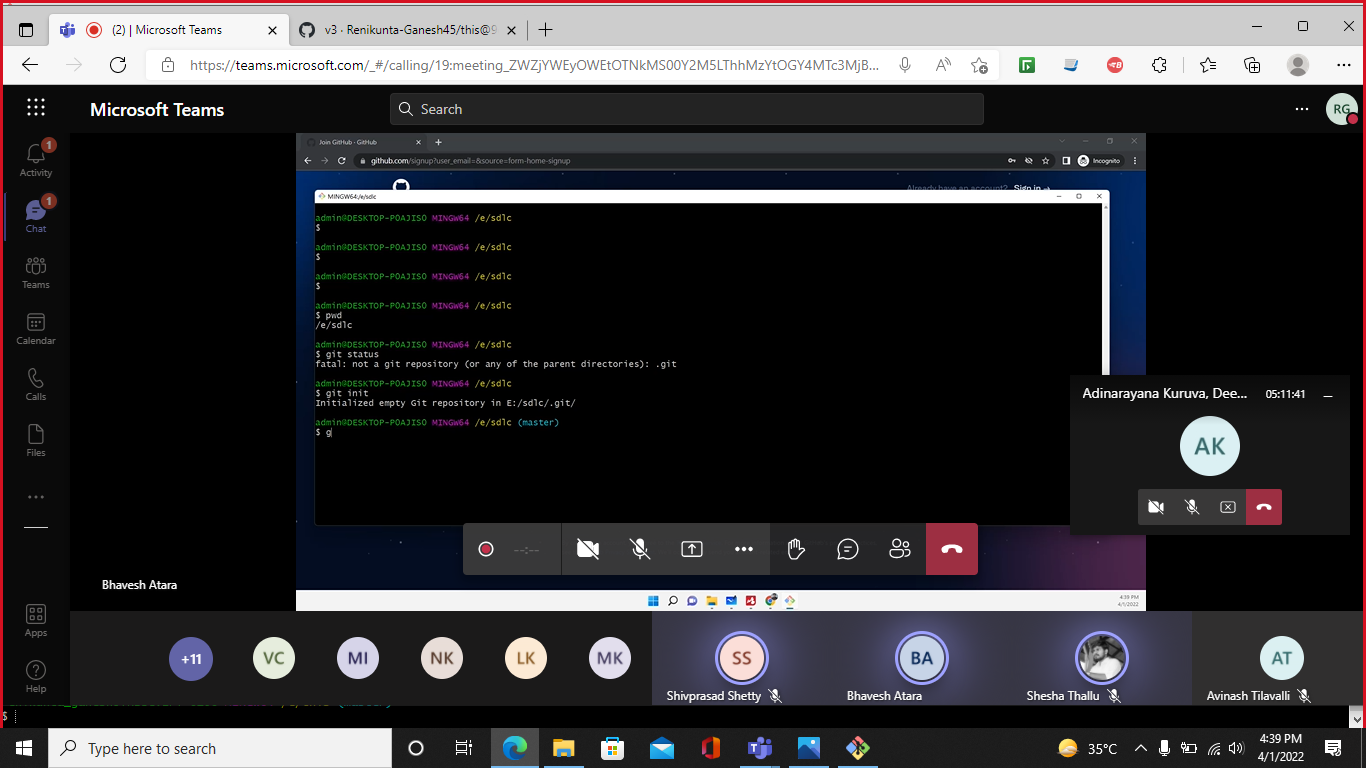 (2) | Microsoft Teams
v3 · Renikunta-Ganesh45/this@9
https://teams.microsoft.com/_#/calling/19:meeting_ZWZjYWEyOWEtOTNkMS00Y2M5LThhMzYtOGY4MTc3MjB...
Microsoft Teams
Search
RG
Activity
1
Chat
1
Teams
Calendar
Calls
Files
Apps
Help
Join GitHub · GitHub
github.com/signup?user_email=&source=form-home-signup
Incognito
Already have an account? Sign in →
MINGW64:/e/sdlc
admin@DESKTOP-POAJISO MINGW64 /e/sdlc
$
admin@DESKTOP-POAJISO MINGW64 /e/sdlc
$
admin@DESKTOP-POAJISO MINGW64 /e/sdlc
$
admin@DESKTOP-POAJISO MINGW64 /e/sdlc
$ pwd
/e/sdlc
admin@DESKTOP-POAJISO MINGW64 /e/sdlc
$ git status
fatal: not a git repository (or any of the parent directories): .git
admin@DESKTOP-POAJISO MINGW64 /e/sdlc
$ git init
Initialized empty Git repository in E:/sdlc/.git/
admin@DESKTOP-POAJISO MINGW64 /e/sdlc (master)
$ g
Adinarayana Kuruva, Dee...
05:11:41
AK
--:--
Bhavesh Atara
4:39 PM
4/1/2022
+11
VC
MI
NK
LK
MK
SS
Shivprasad Shetty
BA
Bhavesh Atara
Shesha Thallu
AT
Avinash Tilavalli
$
Type here to search
35°C
4:39 PM
4/1/2022